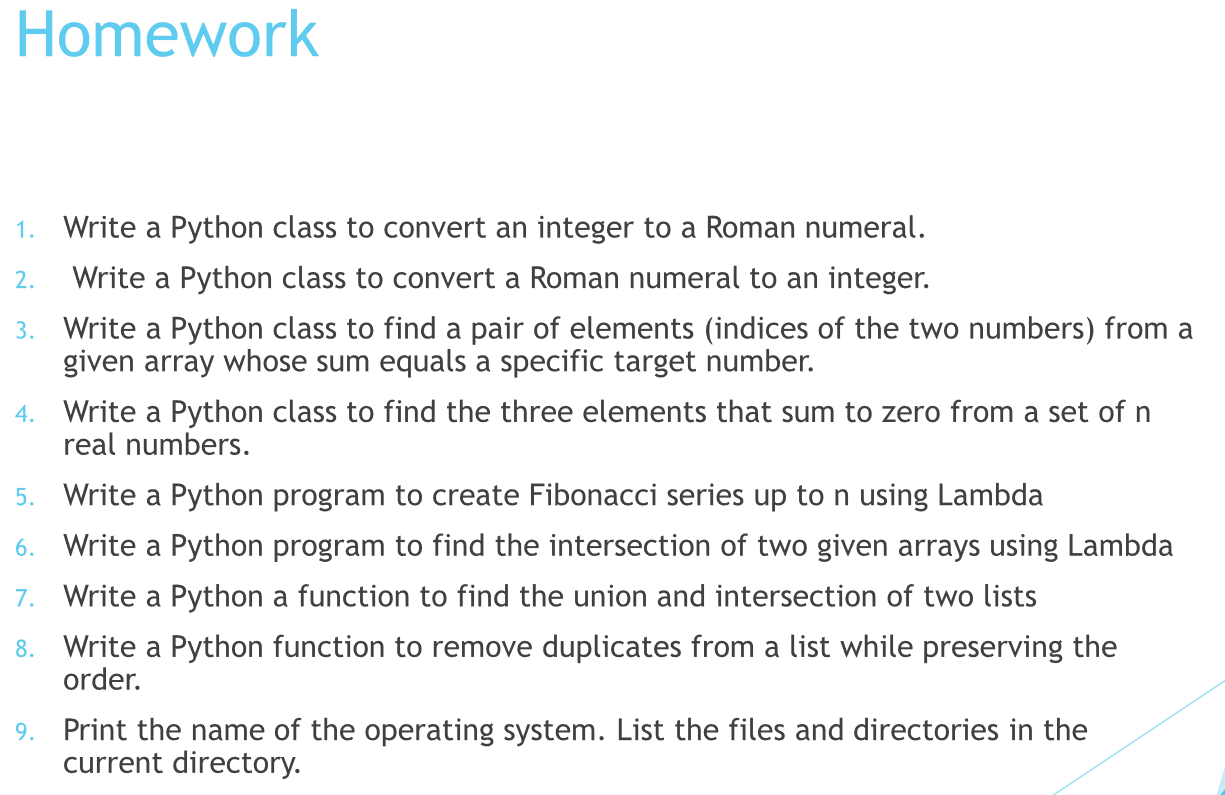 Homework
1. Write a Python class to convert an integer to a Roman numeral.
2. Write a Python class to convert a Roman numeral to an integer.
3. Write a Python class to find a pair of elements (indices of the two numbers) from a
given array whose sum equals a specific target number.
4. Write a Python class to find the three elements that sum to zero from a set of n
real numbers.
5. Write a Python program to create Fibonacci series up to n using Lambda
6. Write a Python program to find the intersection of two given arrays using Lambda
7. Write a Python a function to find the union and intersection of two lists
8. Write a Python function to remove duplicates from a list while preserving the
order.
9. Print the name of the operating system. List the files and directories in the
current directory.